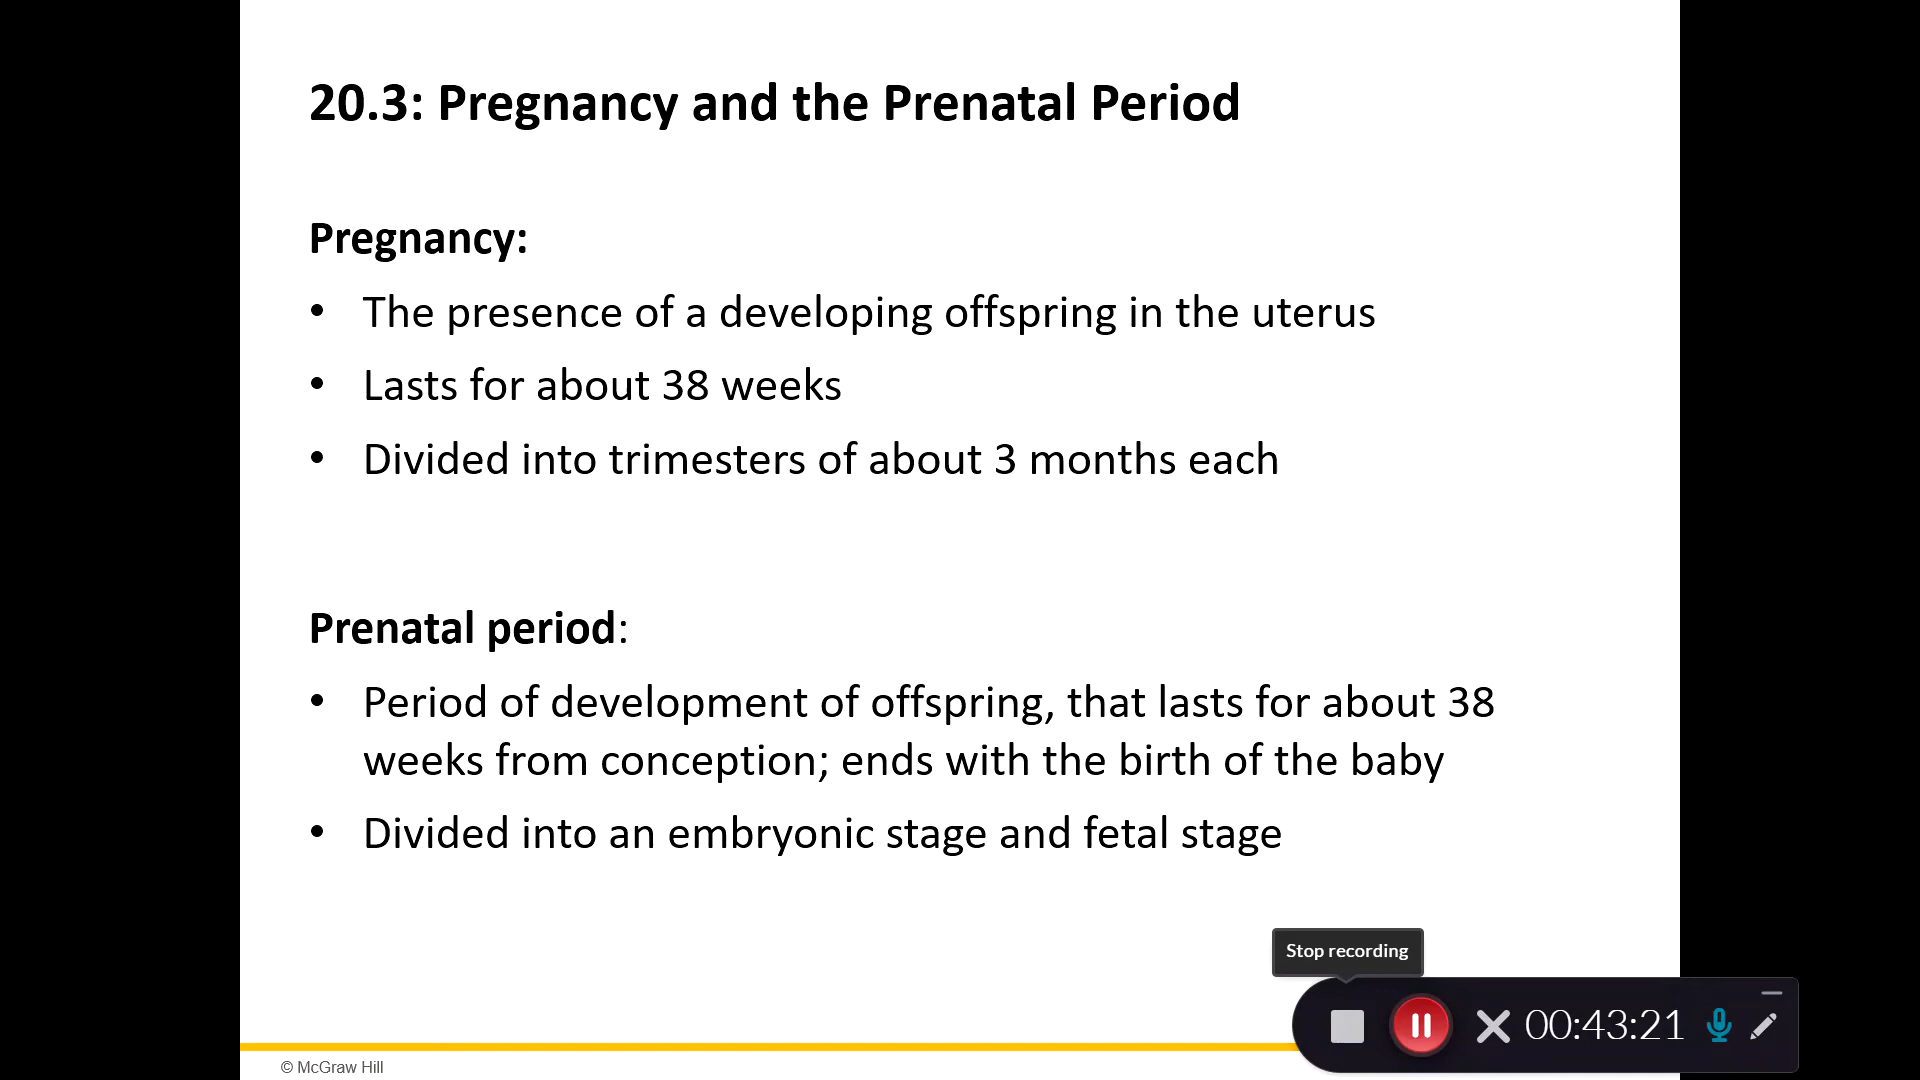 20.3: Pregnancy and the Prenatal Period
Pregnancy:
• The presence of a developing offspring in the uterus
• Lasts for about 38 weeks
• Divided into trimesters of about 3 months each
Prenatal period:
• Period of development of offspring, that lasts for about 38
weeks from conception; ends with the birth of the baby
• Divided into an embryonic stage and fetal stage
Stop recording
00:43:21
© McGraw Hill